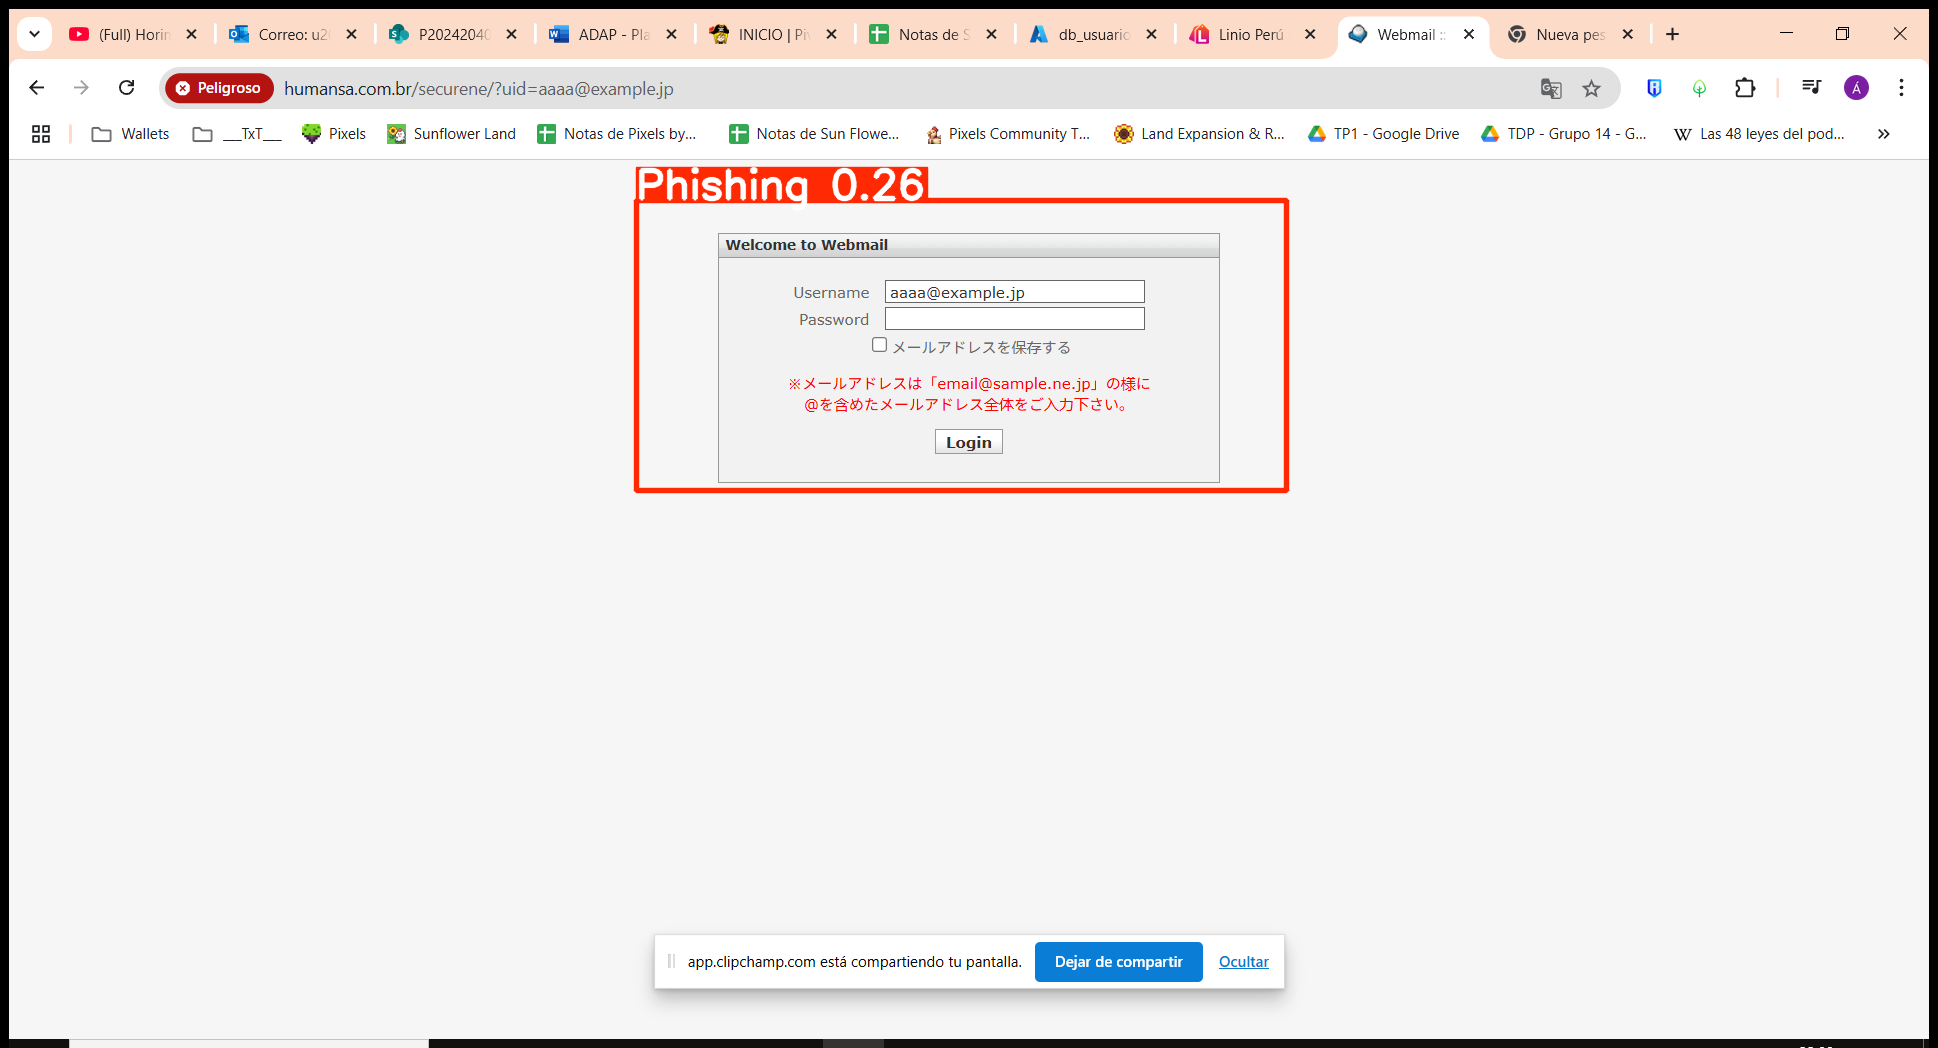 (Full) Horin
Correo: u20
P20242040
ADAP - Pla
INICIO | Piv
Notas de S
db_usuario
Linio Perú
Webmail ::
Nueva pes
Peligroso
humansa.com.br/securene/?uid=aaaa@example.jp
Á
Wallets
___TxT___
Pixels
Sunflower Land
Notas de Pixels by...
Notas de Sun Flowe...
Pixels Community T...
Land Expansion & R...
TP1 - Google Drive
TDP - Grupo 14 - G...
Las 48 leyes del pod...
Phishing 0.26
Welcome to Webmail
Username
aaaa@example.jp
Password
メールアドレスを保存する
※メールアドレスは「email@sample.ne.jp」の様に
@を含めたメールアドレス全体をご入力下さい。
Login
app.clipchamp.com está compartiendo tu pantalla.
Dejar de compartir
Ocultar